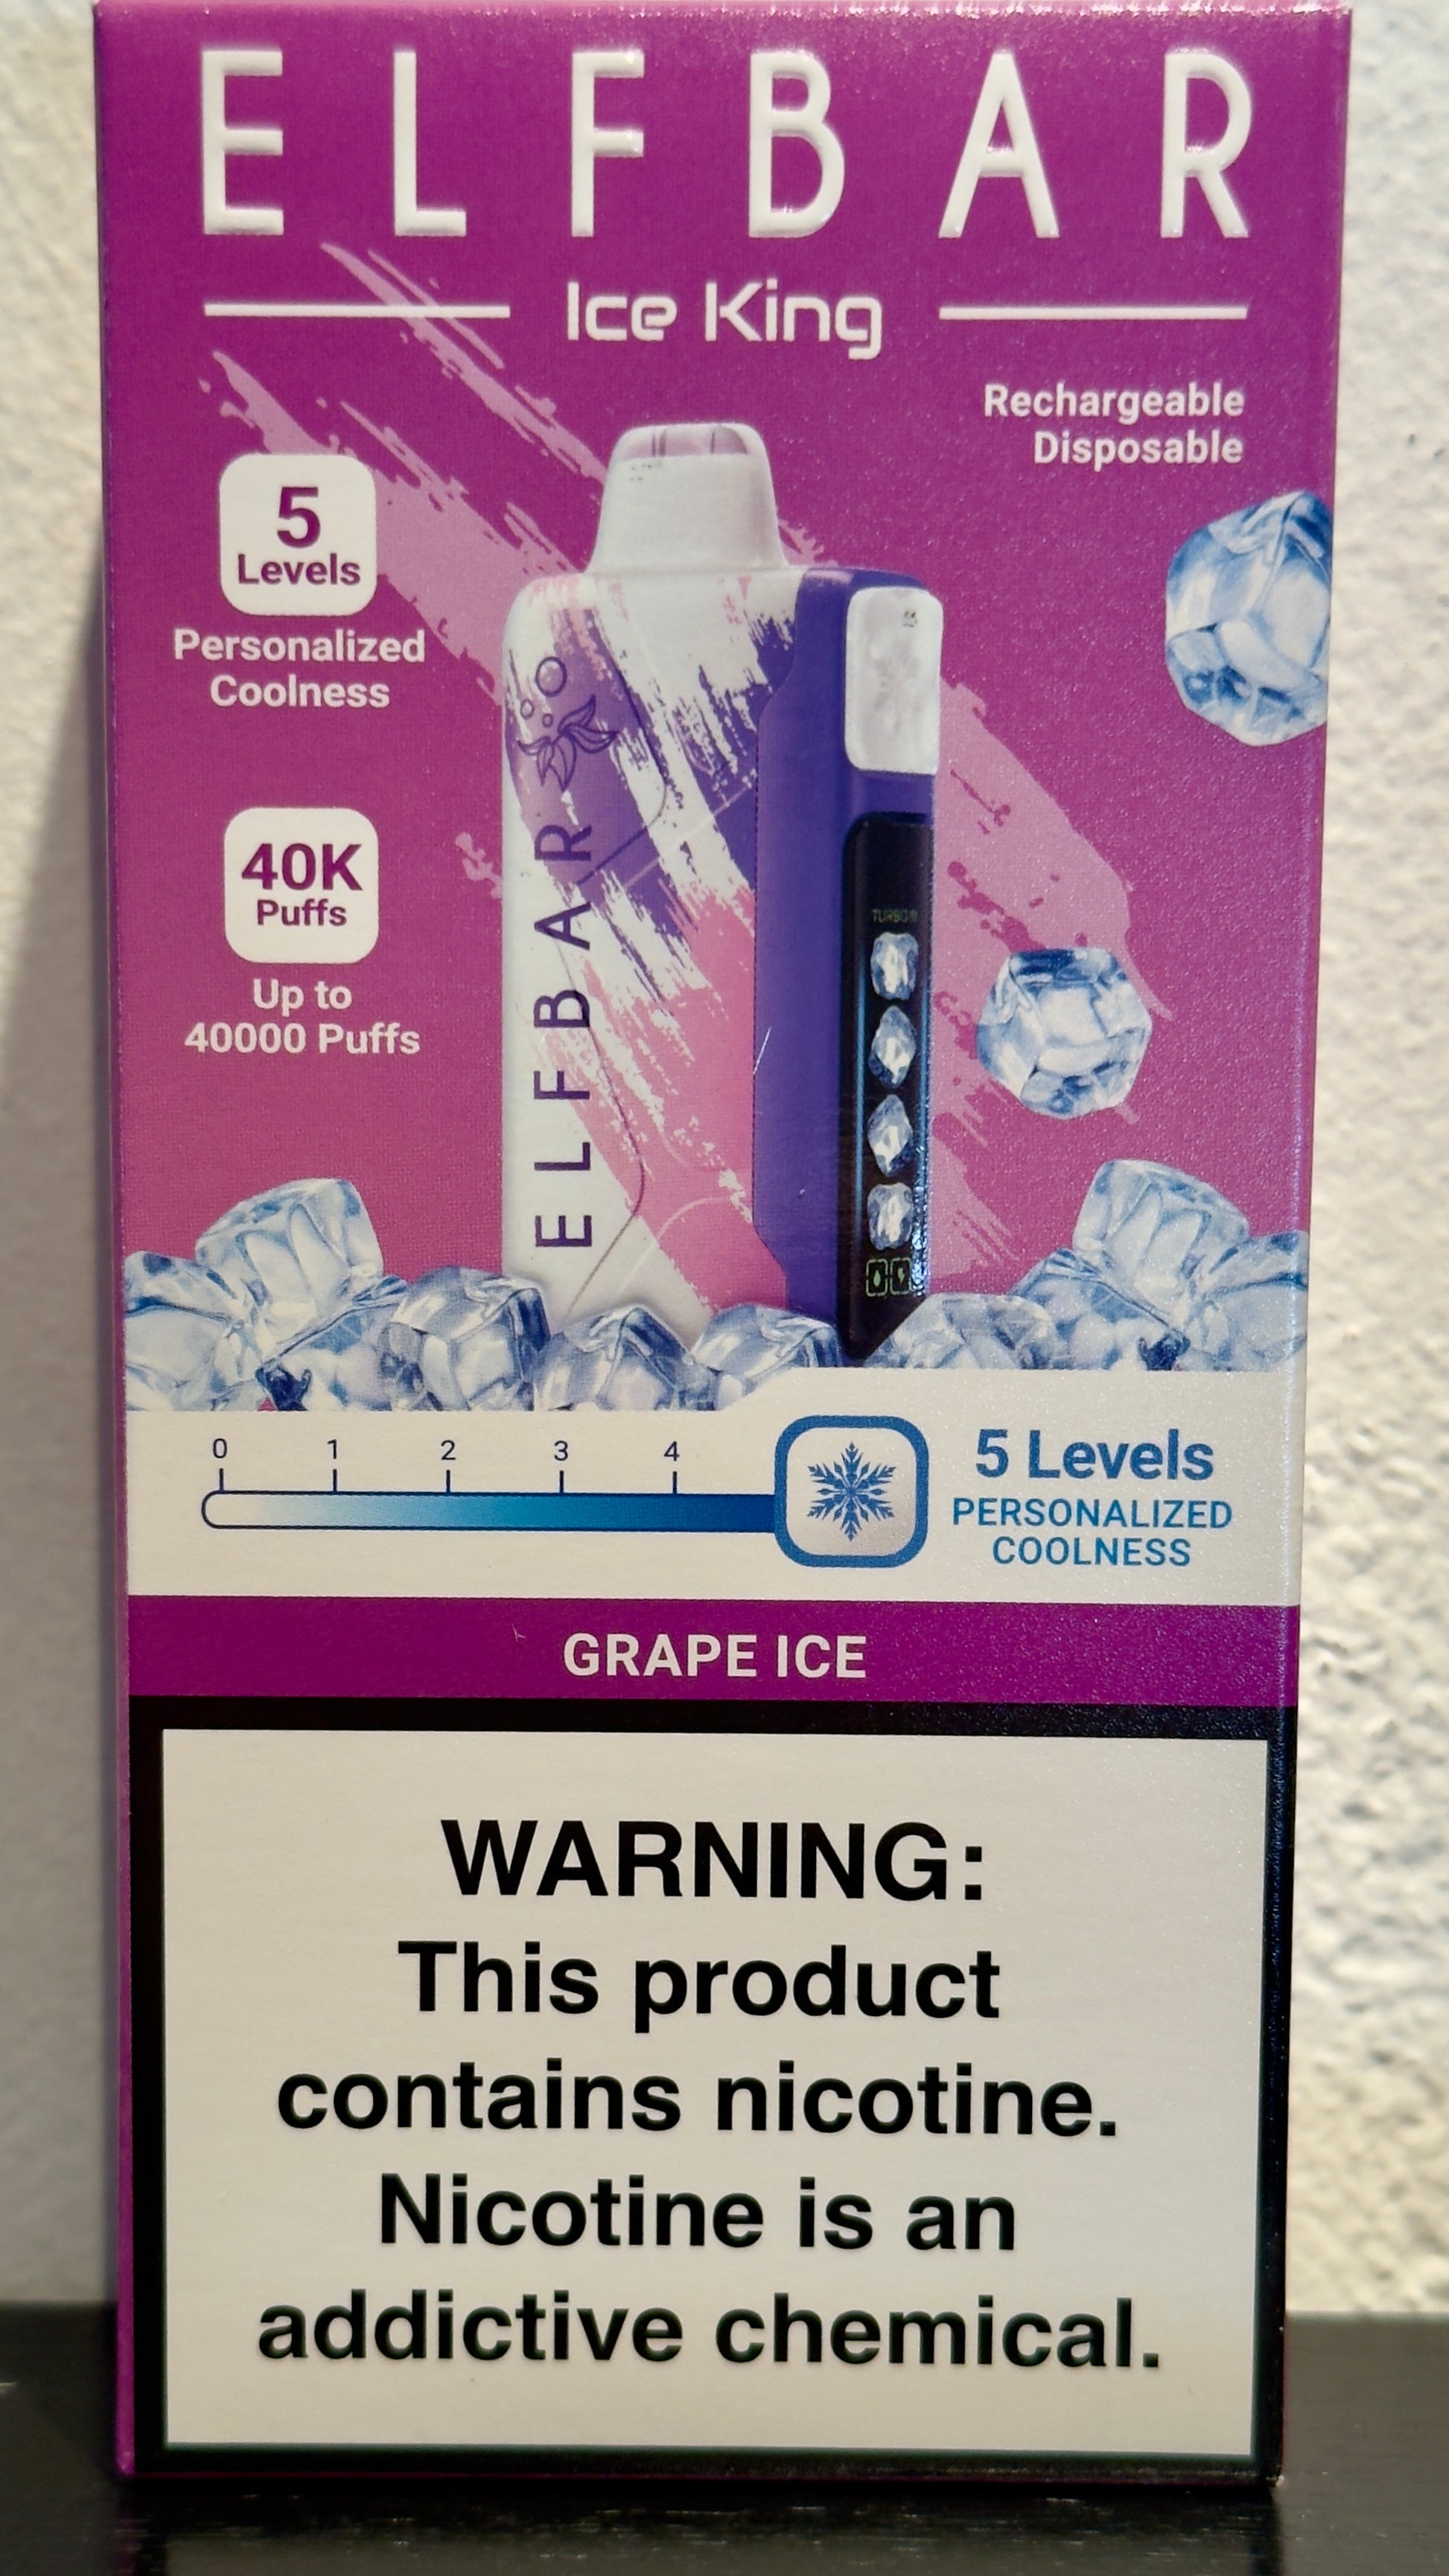 ELFBAR
Ice King
Rechargeable
Disposable
5
Levels
Personalized
Coolness
40K
Puffs
Up to
40000 Puffs
ELFBAR
TURBO
0 1 2 3 4
5 Levels
PERSONALIZED
COOLNESS
GRAPE ICE
WARNING:
This product
contains nicotine.
Nicotine is an
addictive chemical.